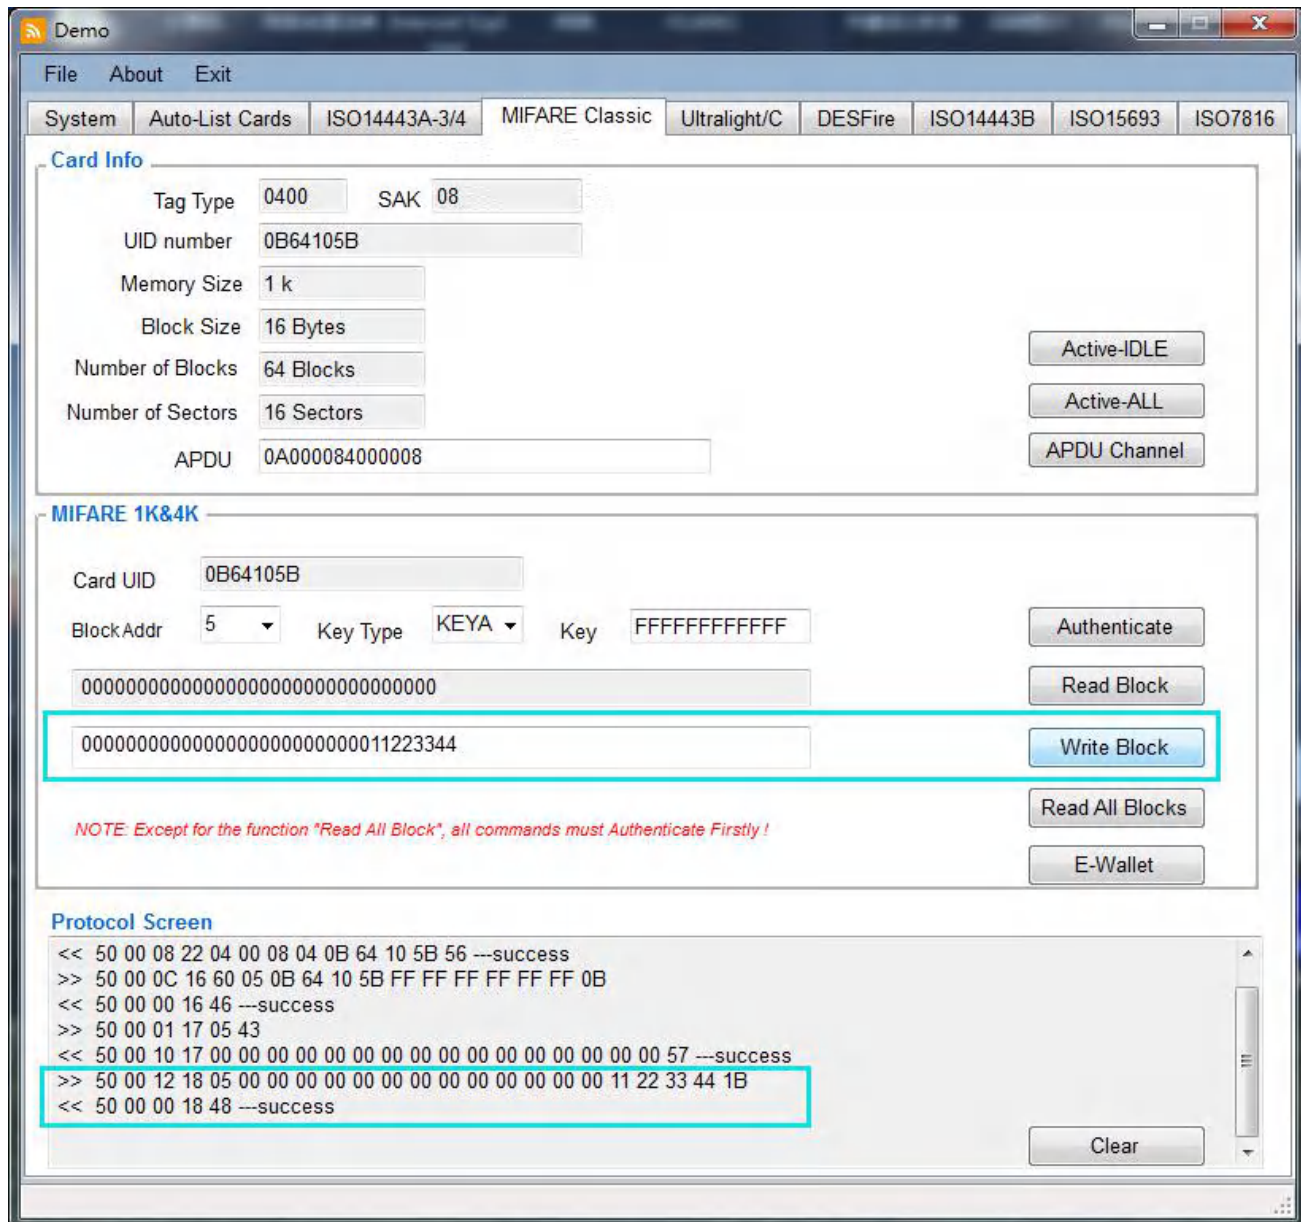 Demo
File About Exit
System Auto-List Cards ISO14443A-3/4 MIFARE Classic Ultralight/C DESFire ISO14443B ISO15693 ISO7816
Card Info
Tag Type 0400 SAK 08
UID number 0B64105B
Memory Size 1 k
Block Size 16 Bytes
Active-IDLE
Number of Blocks 64 Blocks
Active-ALL
Number of Sectors 16 Sectors
APDU 0A000084000008 APDU Channel
MIFARE 1K&4K
Card UID 0B64105B
BlockAddr 5 Key Type KEYA Key FFFFFFFFFFFF Authenticate
00000000000000000000000000000000 Read Block
00000000000000000000000011223344 Write Block
Read All Blocks
NOTE: Except for the function "Read All Block", all commands must Authenticate Firstly !
E-Wallet
Protocol Screen
<< 50 00 08 22 04 00 08 04 0B 64 10 5B 56 ---success
>> 50 00 0C 16 60 05 0B 64 10 5B FF FF FF FF FF FF 0B
<< 50 00 00 16 46 ---success
>> 50 00 01 17 05 43
<< 50 00 10 17 00 00 00 00 00 00 00 00 00 00 00 00 00 00 00 00 57 ---success
>> 50 00 12 18 05 00 00 00 00 00 00 00 00 00 00 00 00 00 11 22 33 44 1B
<< 50 00 00 18 48 ---success
Clear